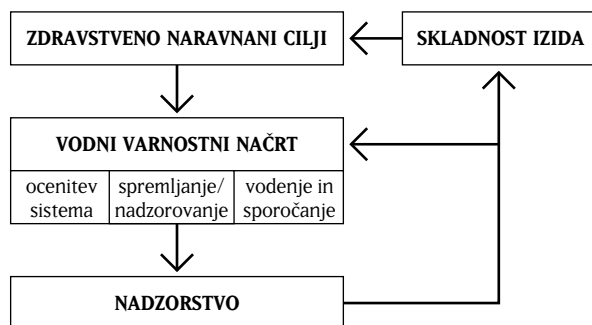 ZDRAVSTVENO NARAVNANI CILJI
SKLADNOST IZIDA
VODNI VARNOSTNI NAČRT
ocenitev
sistema
spremljanje/
nadzorovanje
vodenje in
sporočanje
NADZORSTVO